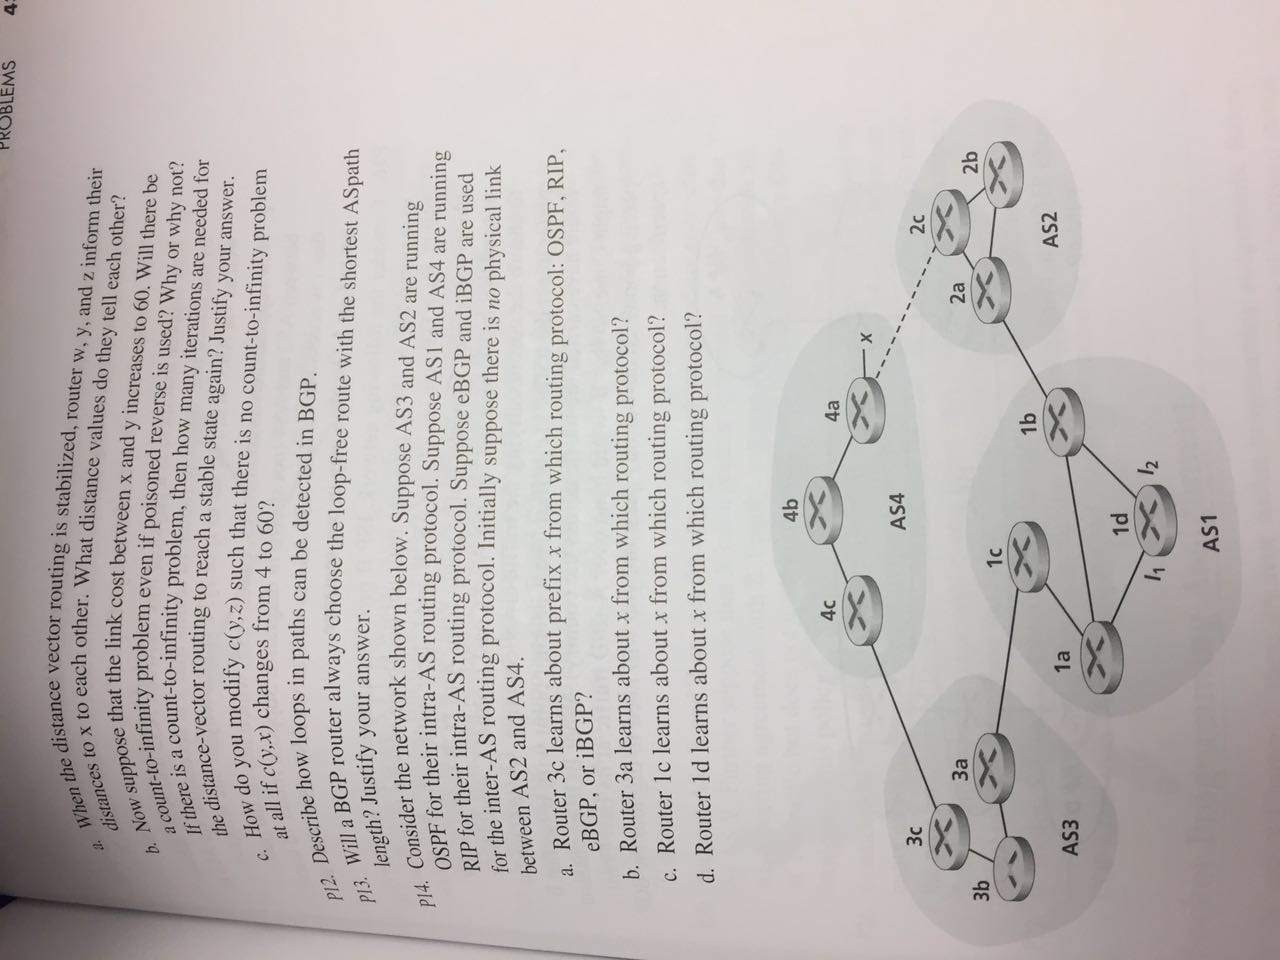 PROBLEMS
a. When the distance vector routing is stabilized, router w, y, and z inform their
distances to x to each other. What distance values do they tell each other?
b. Now suppose that the link cost between x and y increases to 60. Will there be
a count-to-infinity problem even if poisoned reverse is used? Why or why not?
If there is a count-to-infinity problem, then how many iterations are needed for
the distance-vector routing to reach a stable state again? Justify your answer.
c. How do you modify c(y,z) such that there is no count-to-infinity problem
at all if c(y,x) changes from 4 to 60?
P12. Describe how loops in paths can be detected in BGP.
P13. Will a BGP router always choose the loop-free route with the shortest ASpath
length? Justify your answer.
P14. Consider the network shown below. Suppose AS3 and AS2 are running
OSPF for their intra-AS routing protocol. Suppose AS1 and AS4 are running
RIP for their intra-AS routing protocol. Suppose eBGP and iBGP are used
for the inter-AS routing protocol. Initially suppose there is no physical link
between AS2 and AS4.
a. Router 3c learns about prefix x from which routing protocol: OSPF, RIP,
eBGP, or iBGP?
b. Router 3a learns about x from which routing protocol?
c. Router 1c learns about x from which routing protocol?
d. Router 1d learns about x from which routing protocol?
4b
4c
4a
x
AS4
3c
3b
3a
AS3
2c
2a
2b
AS2
1c
1a
1b
1d
I1
I2
AS1